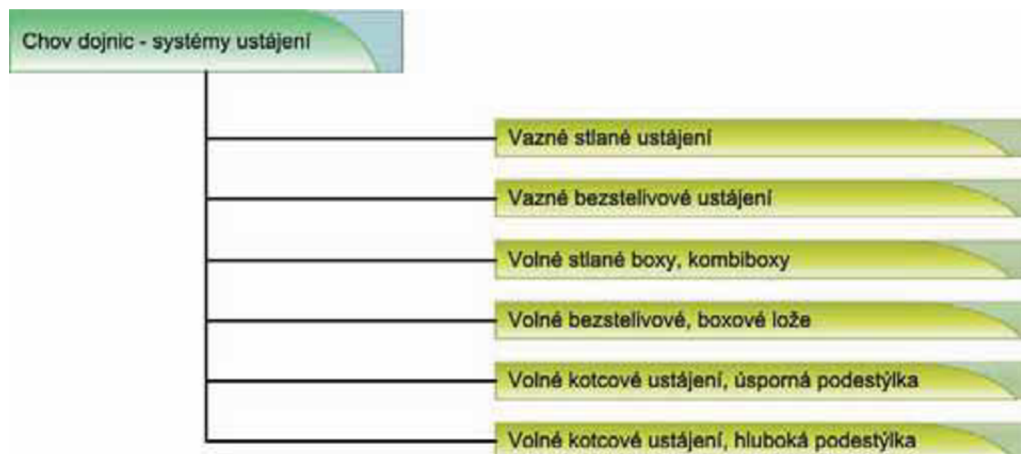 Chov dojnic - systémy ustájení
Vazné stlané ustájení
Vazné bezstelivové ustájení
Volné stlané boxy, kombiboxy
Volné bezstelivové, boxové lože
Volné kotcové ustájení, úsporná podestýlka
Volné kotcové ustájení, hluboká podestýlka